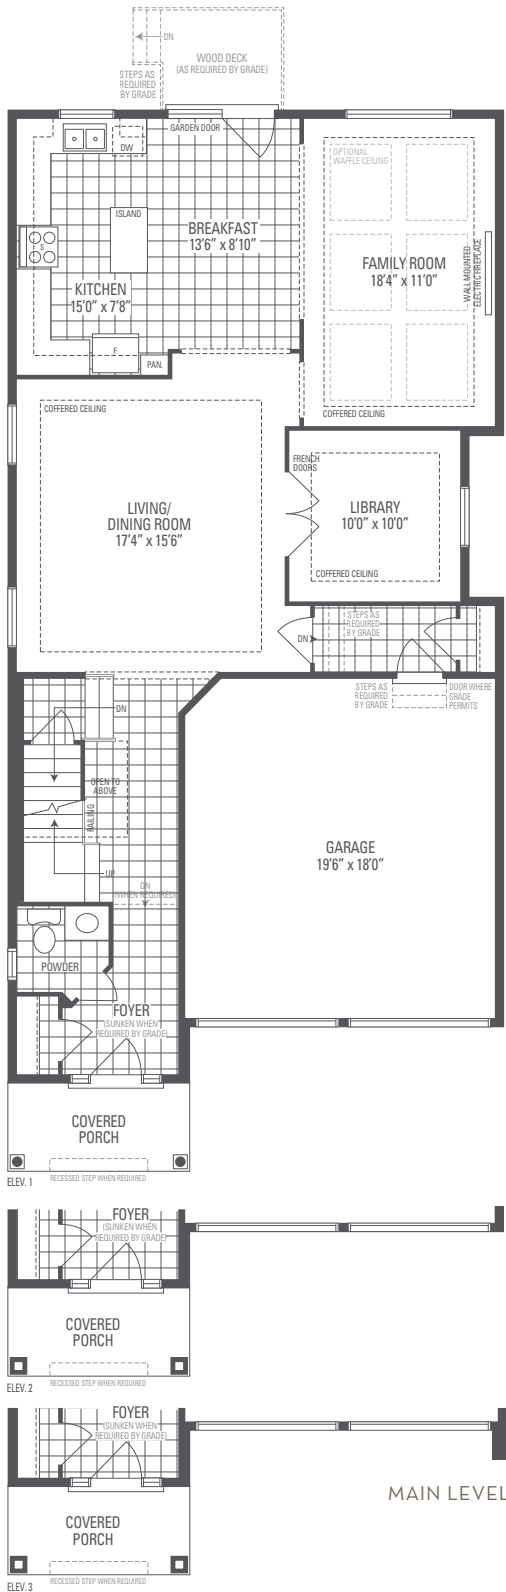 DN
WOOD DECK
(AS REQUIRED BY GRADE)
STEPS AS
REQUIRED
BY GRADE
GARDEN DOOR
DW
OPTIONAL
WAFFLE CEILING
ISLAND
BREAKFAST
13'6" x 8'10"
S
FAMILY ROOM
18'4" x 11'0"
WALL MOUNTED
ELECTRIC FIREPLACE
KITCHEN
15'0" x 7'8"
F
PAN.
COFFERED CEILING
COFFERED CEILING
FRENCH
DOORS
LIVING/
DINING ROOM
17'4" x 15'6"
LIBRARY
10'0" x 10'0"
COFFERED CEILING
STEPS AS
REQUIRED
BY GRADE
DN
STEPS AS
REQUIRED
BY GRADE
DOOR WHERE
GRADE
PERMITS
DN
OPEN TO
ABOVE
RAILING
GARAGE
19'6" x 18'0"
UP
DN
(WHEN REQUIRED)
POWDER
FOYER
(SUNKEN WHEN
REQUIRED BY GRADE)
COVERED
PORCH
ELEV. 1
RECESSED STEP WHEN REQUIRED
FOYER
(SUNKEN WHEN
REQUIRED BY GRADE)
COVERED
PORCH
ELEV. 2
RECESSED STEP WHEN REQUIRED
FOYER
(SUNKEN WHEN
REQUIRED BY GRADE)
MAIN LEVEL
COVERED
PORCH
ELEV. 3
RECESSED STEP WHEN REQUIRED